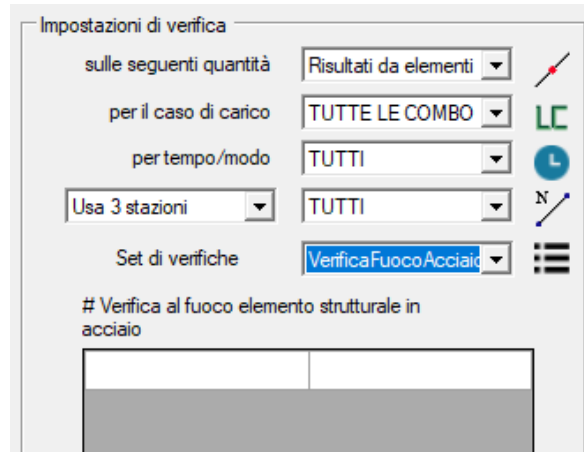 Impostazioni di verifica
sulle seguenti quantità Risultati da elementi
per il caso di carico TUTTE LE COMBO LC
per tempo/modo TUTTI
Usa 3 stazioni TUTTI N
Set di verifiche VerificaFuocoAcciaio
# Verifica al fuoco elemento strutturale in
acciaio